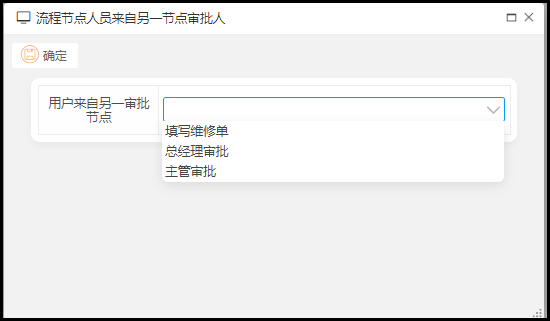 流程节点人员来自另一节点审批人
确定
用户来自另一审批
节点
填写维修单
总经理审批
主管审批